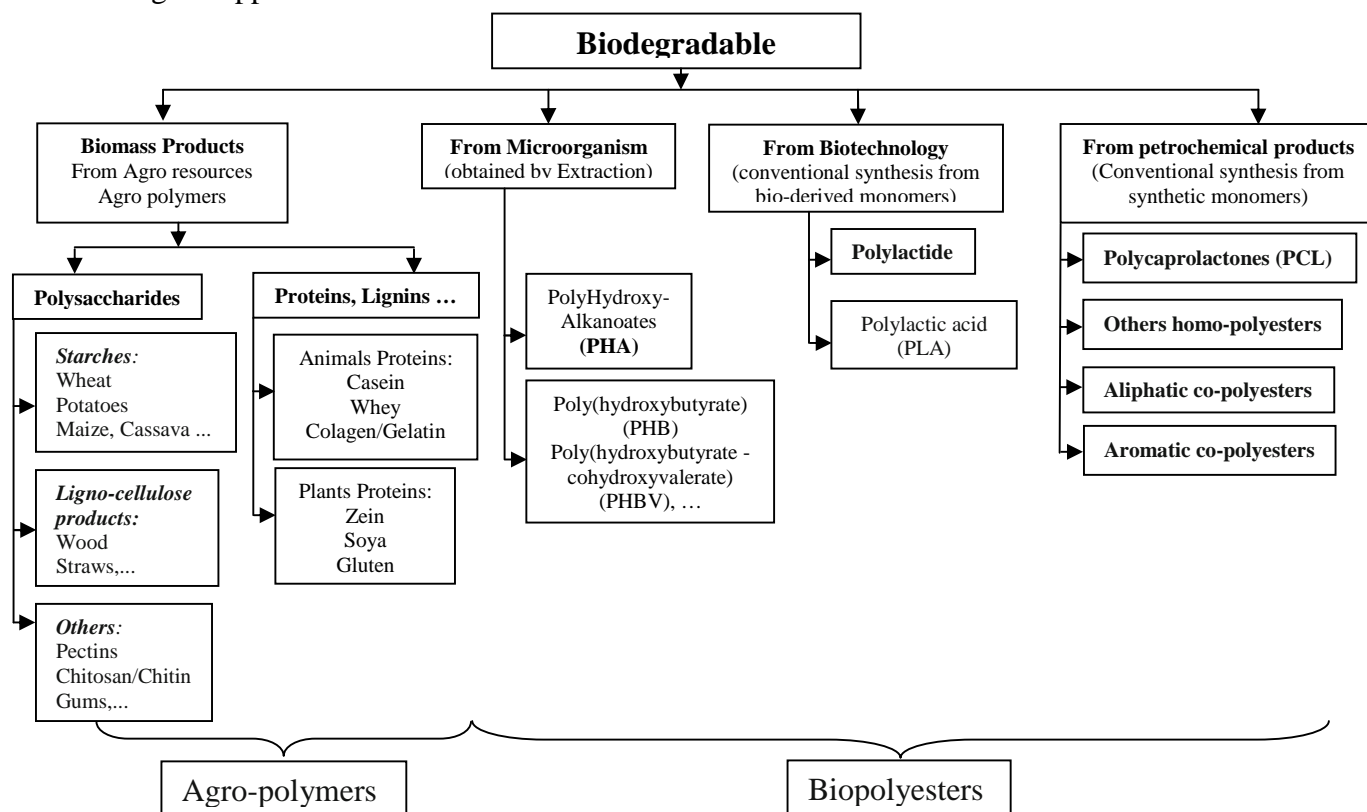 Biodegradable
Biomass Products
From Agro resources
Agro polymers
From Microorganism
(obtained by Extraction)
From Biotechnology
(conventional synthesis from
bio-derived monomers)
From petrochemical products
(Conventional synthesis from
synthetic monomers)
Polysaccharides
Proteins, Lignins …
Starches:
Wheat
Potatoes
Maize, Cassava ...
Ligno-cellulose
products:
Wood
Straws,...
Others:
Pectins
Chitosan/Chitin
Gums,...
Animals Proteins:
Casein
Whey
Colagen/Gelatin
Plants Proteins:
Zein
Soya
Gluten
PolyHydroxy-
Alkanoates
(PHA)
Poly(hydroxybutyrate)
(PHB)
Poly(hydroxybutyrate -
cohydroxyvalerate)
(PHBV), …
Polylactide
Polylactic acid
(PLA)
Polycaprolactones (PCL)
Others homo-polyesters
Aliphatic co-polyesters
Aromatic co-polyesters
Agro-polymers
Biopolyesters